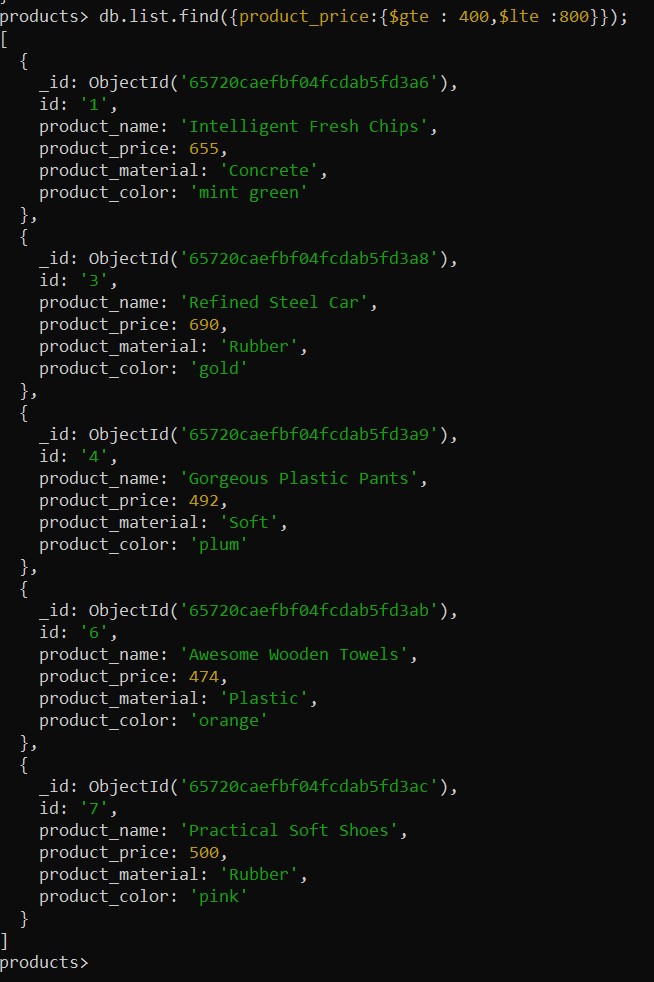 products> db.list.find({product_price:{$gte : 400,$lte :800}});
[
  {
    _id: ObjectId('65720caefbf04fcdab5fd3a6'),
    id: '1',
    product_name: 'Intelligent Fresh Chips',
    product_price: 655,
    product_material: 'Concrete',
    product_color: 'mint green'
  },
  {
    _id: ObjectId('65720caefbf04fcdab5fd3a8'),
    id: '3',
    product_name: 'Refined Steel Car',
    product_price: 690,
    product_material: 'Rubber',
    product_color: 'gold'
  },
  {
    _id: ObjectId('65720caefbf04fcdab5fd3a9'),
    id: '4',
    product_name: 'Gorgeous Plastic Pants',
    product_price: 492,
    product_material: 'Soft',
    product_color: 'plum'
  },
  {
    _id: ObjectId('65720caefbf04fcdab5fd3ab'),
    id: '6',
    product_name: 'Awesome Wooden Towels',
    product_price: 474,
    product_material: 'Plastic',
    product_color: 'orange'
  },
  {
    _id: ObjectId('65720caefbf04fcdab5fd3ac'),
    id: '7',
    product_name: 'Practical Soft Shoes',
    product_price: 500,
    product_material: 'Rubber',
    product_color: 'pink'
  }
]
products>